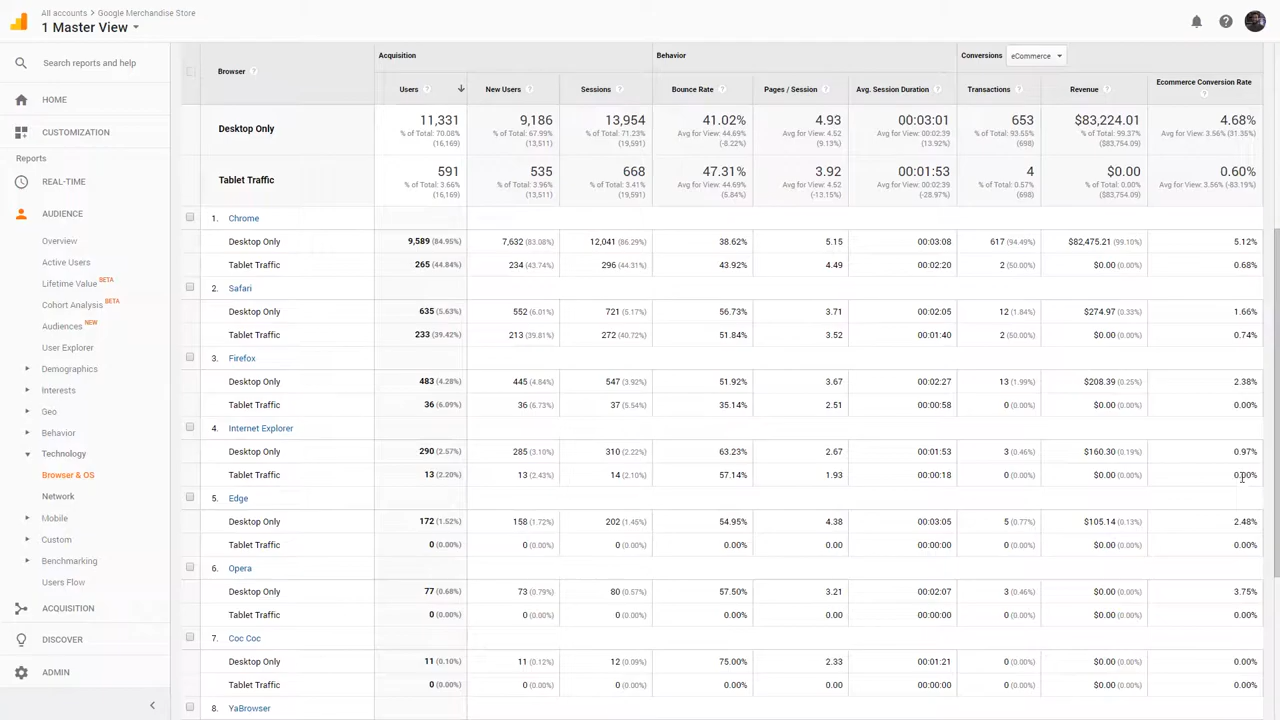 All accounts > Google Merchandise Store
1 Master View
Search reports and help
HOME
CUSTOMIZATION
Reports
REAL-TIME
AUDIENCE
Overview
Active Users
Lifetime Value BETA
Cohort Analysis BETA
Audiences NEW
User Explorer
Demographics
Interests
Geo
Behavior
Technology
Browser & OS
Network
Mobile
Custom
Benchmarking
Users Flow
ACQUISITION
DISCOVER
ADMIN
Browser ?
Acquisition Behavior Conversions eCommerce
Users ? New Users ? Sessions ? Bounce Rate ? Pages / Session ? Avg. Session Duration ? Transactions ? Revenue ? Ecommerce Conversion Rate ?
Desktop Only 11,331 9,186 13,954 41.02% 4.93 00:03:01 653 $83,224.01 4.68%
% of Total: 70.08% % of Total: 67.99% % of Total: 71.23% Avg for View: 44.69% Avg for View: 4.52 Avg for View: 00:02:39 % of Total: 93.55% % of Total: 99.37% Avg for View: 3.56% (31.35%)
(16,169) (13,511) (19,591) (-8.22%) (9.13%) (13.92%) (698) ($83,754.09)
Tablet Traffic 591 535 668 47.31% 3.92 00:01:53 4 $0.00 0.60%
% of Total: 3.66% % of Total: 3.96% % of Total: 3.41% Avg for View: 44.69% Avg for View: 4.52 Avg for View: 00:02:39 % of Total: 0.57% % of Total: 0.00% Avg for View: 3.56% (-83.19%)
(16,169) (13,511) (19,591) (5.84%) (-13.15%) (-28.97%) (698) ($83,754.09)
1. Chrome
Desktop Only 9,589 (84.95%) 7,632 (83.08%) 12,041 (86.29%) 38.62% 5.15 00:03:08 617 (94.49%) $82,475.21 (99.10%) 5.12%
Tablet Traffic 265 (44.84%) 234 (43.74%) 296 (44.31%) 43.92% 4.49 00:02:20 2 (50.00%) $0.00 (0.00%) 0.68%
2. Safari
Desktop Only 635 (5.63%) 552 (6.01%) 721 (5.17%) 56.73% 3.71 00:02:05 12 (1.84%) $274.97 (0.33%) 1.66%
Tablet Traffic 233 (39.42%) 213 (39.81%) 272 (40.72%) 51.84% 3.52 00:01:40 2 (50.00%) $0.00 (0.00%) 0.74%
3. Firefox
Desktop Only 483 (4.28%) 445 (4.84%) 547 (3.92%) 51.92% 3.67 00:02:27 13 (1.99%) $208.39 (0.25%) 2.38%
Tablet Traffic 36 (6.09%) 36 (6.73%) 37 (5.54%) 35.14% 2.51 00:00:58 0 (0.00%) $0.00 (0.00%) 0.00%
4. Internet Explorer
Desktop Only 290 (2.57%) 285 (3.10%) 310 (2.22%) 63.23% 2.67 00:01:53 3 (0.46%) $160.30 (0.19%) 0.97%
Tablet Traffic 13 (2.20%) 13 (2.43%) 14 (2.10%) 57.14% 1.93 00:00:18 0 (0.00%) $0.00 (0.00%) 0.00%
5. Edge
Desktop Only 172 (1.52%) 158 (1.72%) 202 (1.45%) 54.95% 4.38 00:03:05 5 (0.77%) $105.14 (0.13%) 2.48%
Tablet Traffic 0 (0.00%) 0 (0.00%) 0 (0.00%) 0.00% 0.00 00:00:00 0 (0.00%) $0.00 (0.00%) 0.00%
6. Opera
Desktop Only 77 (0.68%) 73 (0.79%) 80 (0.57%) 57.50% 3.21 00:02:07 3 (0.46%) $0.00 (0.00%) 3.75%
Tablet Traffic 0 (0.00%) 0 (0.00%) 0 (0.00%) 0.00% 0.00 00:00:00 0 (0.00%) $0.00 (0.00%) 0.00%
7. Coc Coc
Desktop Only 11 (0.10%) 11 (0.12%) 12 (0.09%) 75.00% 2.33 00:01:21 0 (0.00%) $0.00 (0.00%) 0.00%
Tablet Traffic 0 (0.00%) 0 (0.00%) 0 (0.00%) 0.00% 0.00 00:00:00 0 (0.00%) $0.00 (0.00%) 0.00%
8. YaBrowser